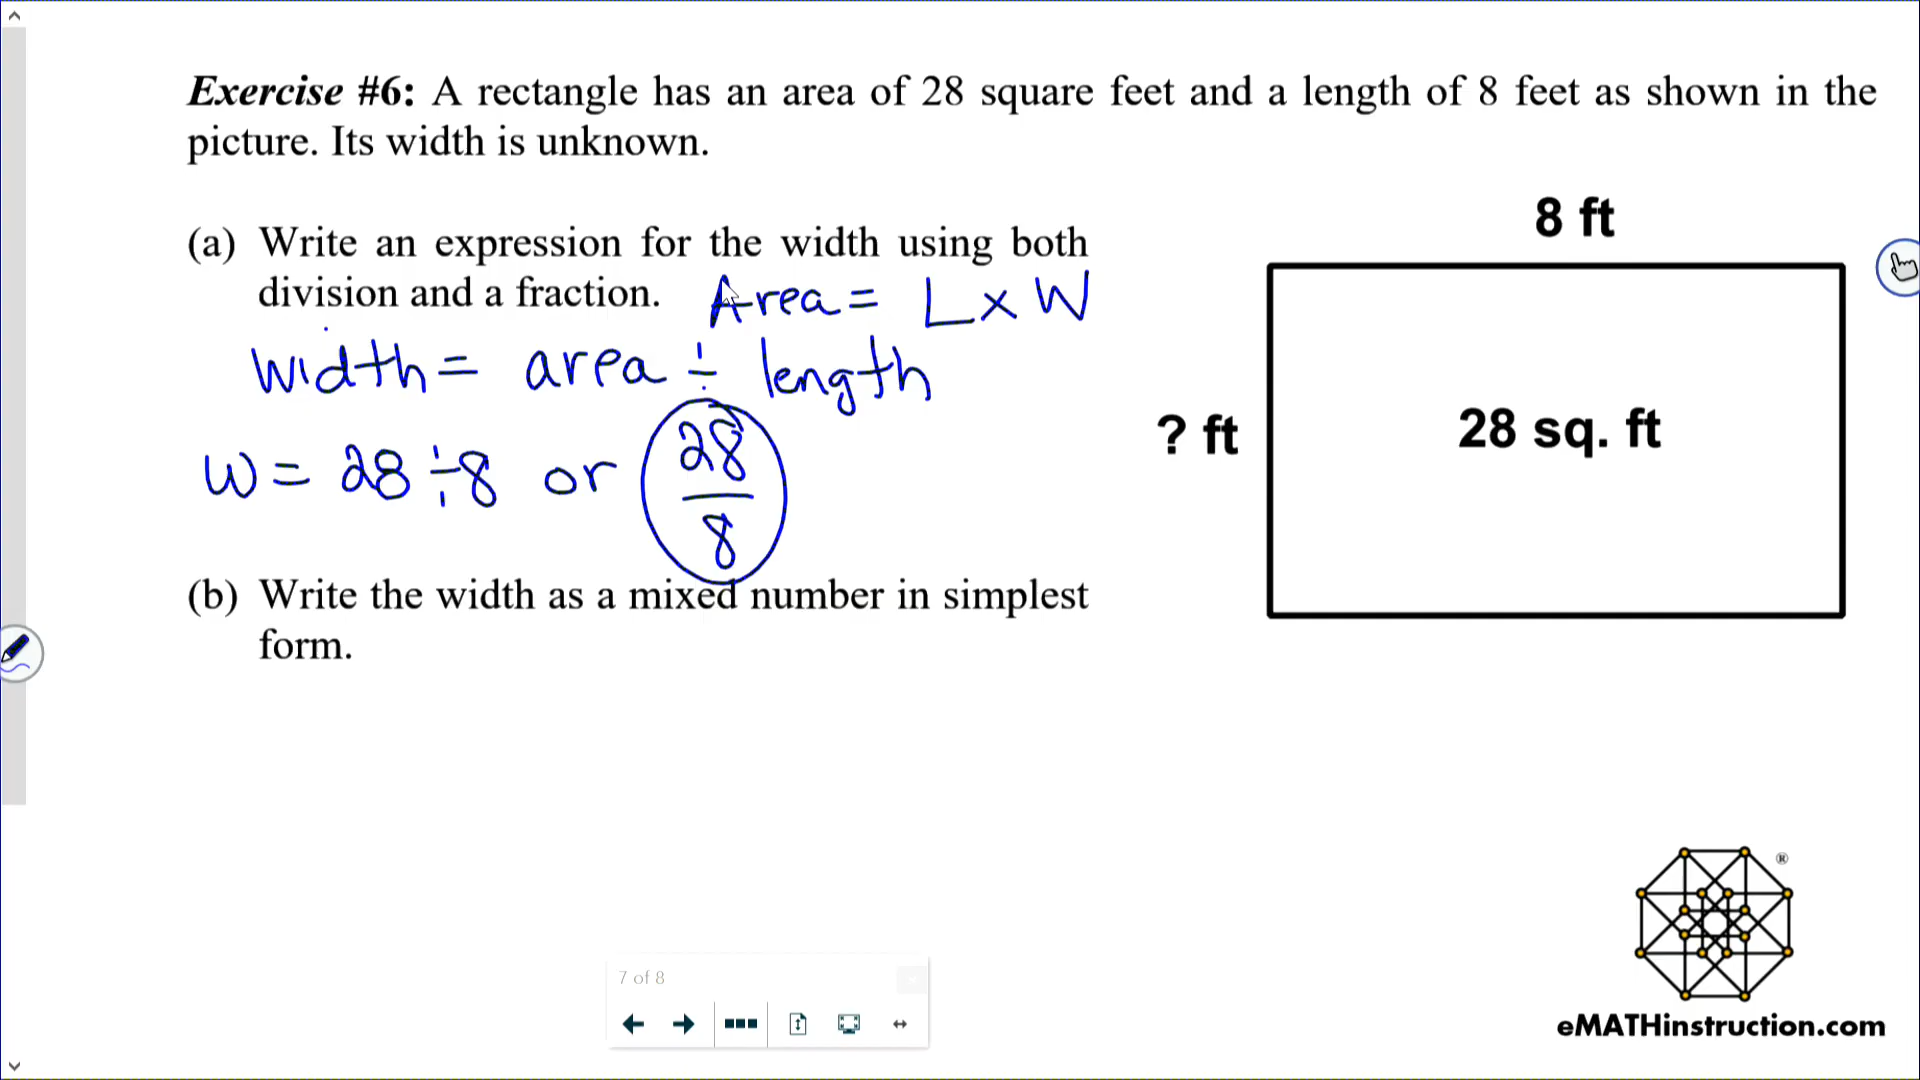 Exercise #6: A rectangle has an area of 28 square feet and a length of 8 feet as shown in the
picture. Its width is unknown.
8 ft
(a) Write an expression for the width using both
division and a fraction. Area = L x W
width = area ÷ length
? ft
28 sq. ft
W = 28 ÷ 8 or 28/8
(b) Write the width as a mixed number in simplest
form.
®
7 of 8
eMATHinstruction.com